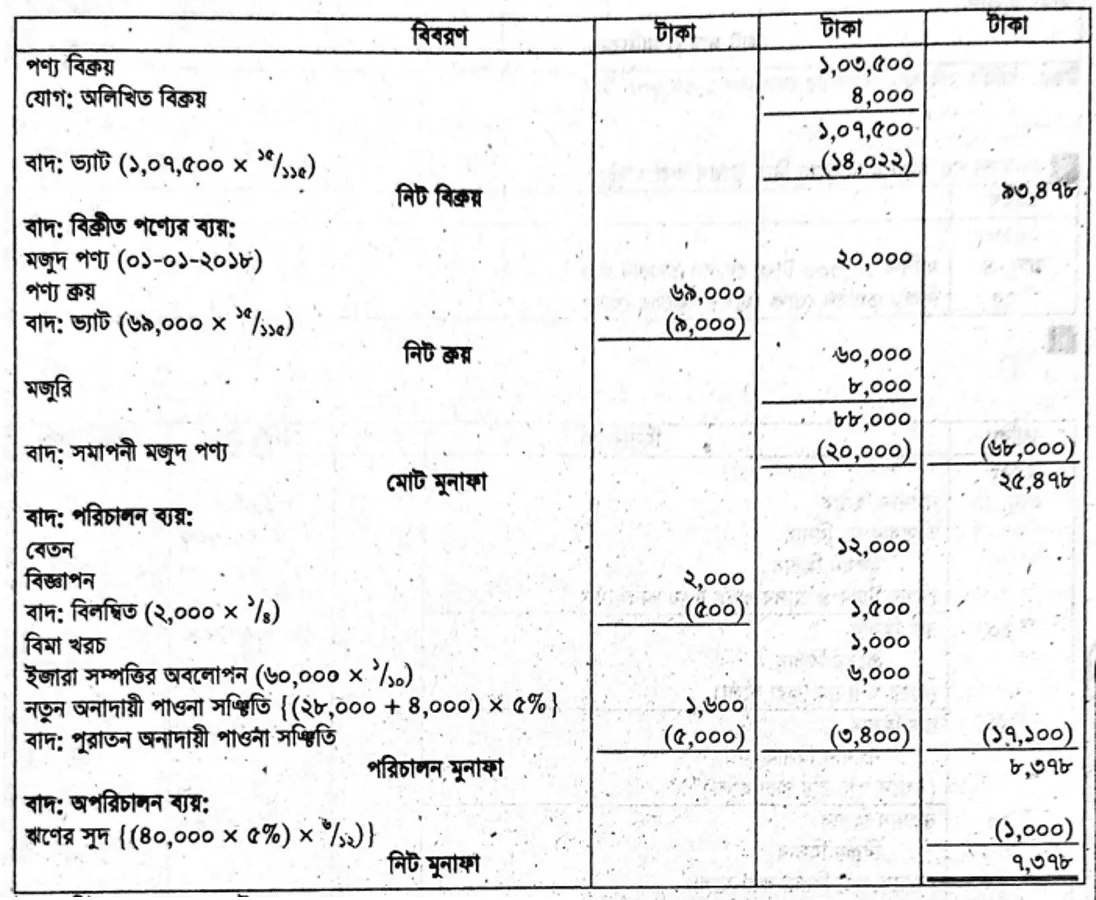 বিবরণ টাকা টাকা টাকা
পণ্য বিক্রয় ১,০৩,৫০০
যোগ: অলিখিত বিক্রয় ৪,০০০
১,০৭,৫০০
বাদ: ভ্যাট (১,০৭,৫০০ × ১৫/১১৫) (১৪,০২২)
নিট বিক্রয় ৯৩,৪৭৮
বাদ: বিক্রীত পণ্যের ব্যয়:
মজুদ পণ্য (০১-০১-২০১৮) ২০,০০০
পণ্য ক্রয় ৬৯,০০০
বাদ: ভ্যাট (৬৯,০০০ × ১৫/১১৫) (৯,০০০)
নিট ক্রয় ৬০,০০০
মজুরি ৮,০০০
৮৮,০০০
বাদ: সমাপনী মজুদ পণ্য (২০,০০০) (৬৮,০০০)
মোট মুনাফা ২৫,৪৭৮
বাদ: পরিচালন ব্যয়:
বেতন ১২,০০০
বিজ্ঞাপন ২,০০০
বাদ: বিলম্বিত (২,০০০ × ১/৪) (৫০০) ১,৫০০
বিমা খরচ ১,০০০
ইজারা সম্পত্তির অবলোপন (৬০,০০০ × ১/১০) ৬,০০০
নতুন অনাদায়ী পাওনা সঞ্চিতি {(২৮,০০০ + ৪,০০০) × ৫%} ১,৬০০
বাদ: পুরাতন অনাদায়ী পাওনা সঞ্চিতি (৫,০০০) (৩,৪০০) (১৭,১০০)
পরিচালন মুনাফা ৮,৩৭৮
বাদ: অপরিচালন ব্যয়:
ঋণের সুদ {(৪০,০০০ × ৫%) × ৬/১২)} (১,০০০)
নিট মুনাফা ৭,৩৭৮